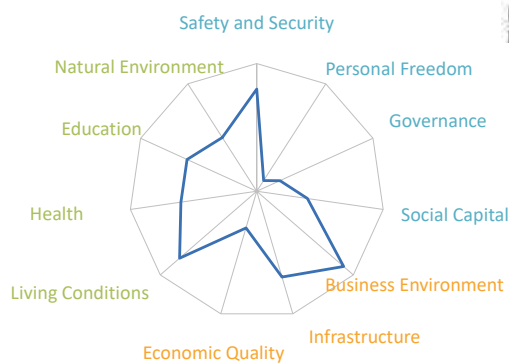 Safety and Security
Natural Environment
Personal Freedom
Education
Governance
Health
Social Capital
Living Conditions
Business Environment
Infrastructure
Economic Quality